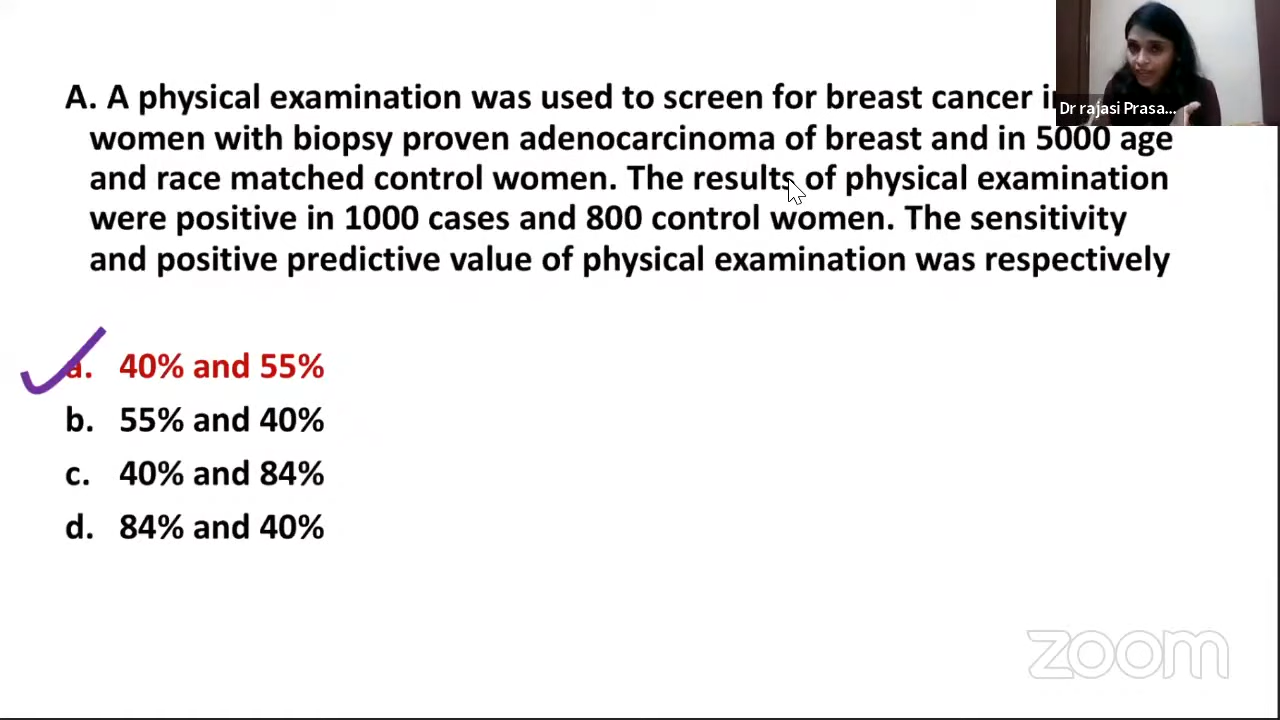 A. A physical examination was used to screen for breast cancer
women with biopsy proven adenocarcinoma of breast and in 5000 age
and race matched control women. The results of physical examination
were positive in 1000 cases and 800 control women. The sensitivity
and positive predictive value of physical examination was respectively
a. 40% and 55%
b. 55% and 40%
c. 40% and 84%
d. 84% and 40%
Dr rajasi Prasa...
zoom